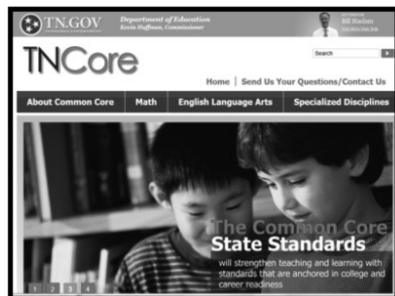 TN.GOV
Department of Education
Kevin Huffman, Commissioner
Bill Haslam
TNCore
Search
Home | Send Us Your Questions/Contact Us
About Common Core
Math
English Language Arts
Specialized Disciplines
The Common Core
State Standards
will strengthen teaching and learning with
standards that are anchored in college and
career readiness
1 2 3 4